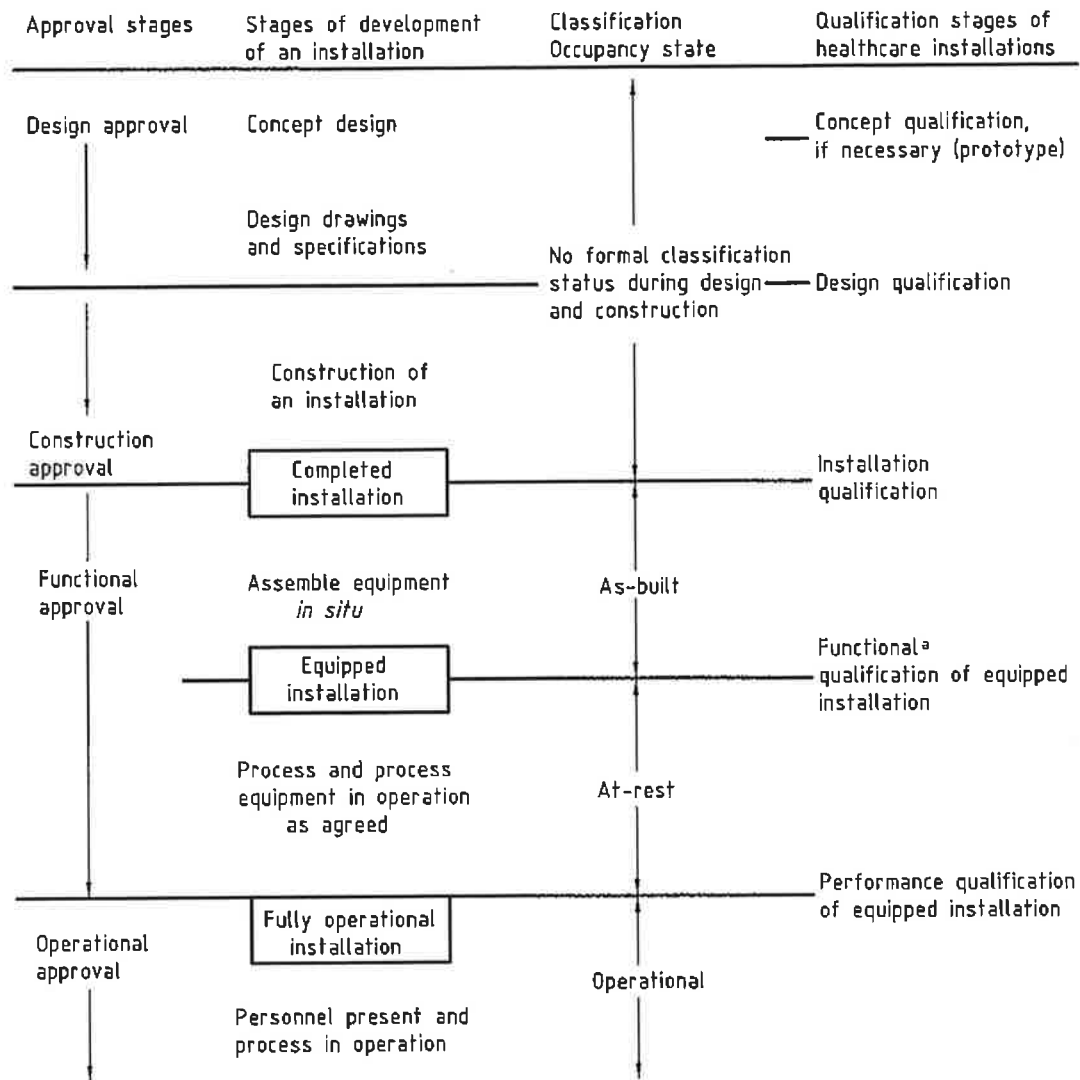 Approval stages
Stages of development
of an installation
Classification
Occupancy state
Qualification stages of
healthcare installations
Design approval
Concept design
Concept qualification,
if necessary (prototype)
Design drawings
and specifications
No formal classification
status during design
and construction
Design qualification
Construction of
an installation
Construction
approval
Completed
installation
Installation
qualification
Functional
approval
Assemble equipment
in situ
As-built
Equipped
installation
Functional a
qualification of equipped
installation
Process and process
equipment in operation
as agreed
At-rest
Performance qualification
of equipped installation
Fully operational
installation
Operational
approval
Operational
Personnel present and
process in operation